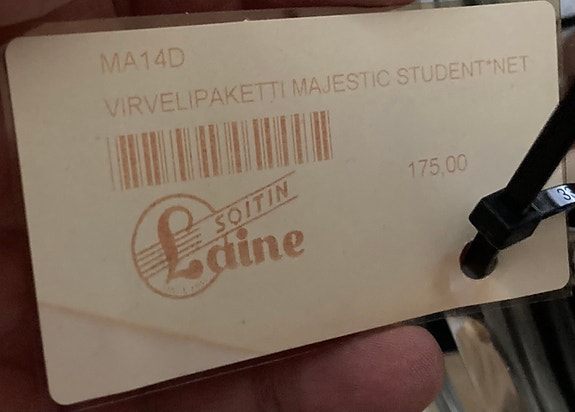 MA14D
VIRVELIPAKETTI MAJESTIC STUDENT*NET
175,00
SOITIN
Laine